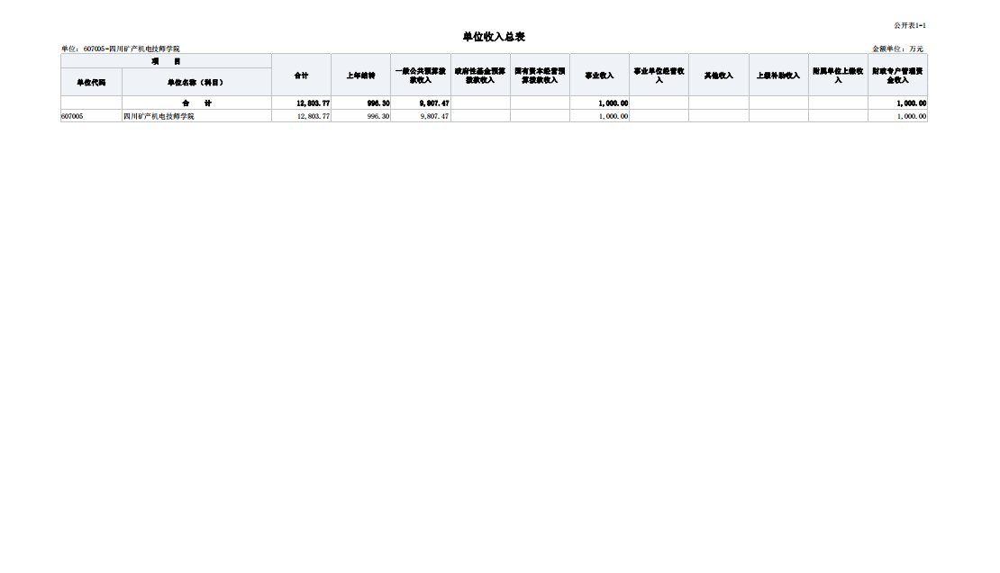 公开表1-1
单位收入总表
单位：607005-四川矿产机电技师学院 金额单位：万元
项 目 合计 上年结转 一般公共预算拨款收入 政府性基金预算拨款收入 国有资本经营预算拨款收入 事业收入 事业单位经营收入 其他收入 上级补助收入 附属单位上缴收入 财政专户管理资金收入
单位代码 单位名称（科目）
合 计 12,803.77 996.30 9,807.47 1,000.00 1,000.00
607005 四川矿产机电技师学院 12,803.77 996.30 9,807.47 1,000.00 1,000.00